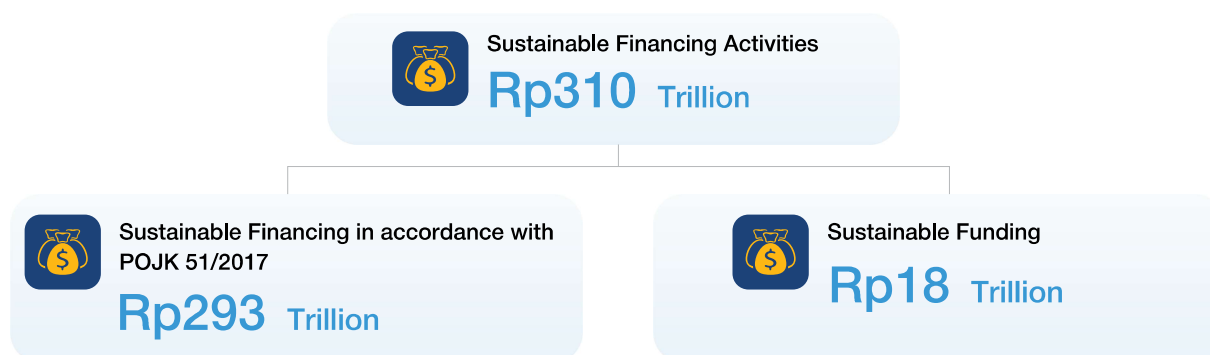 Sustainable Financing Activities
Rp310 Trillion
Sustainable Financing in accordance with
POJK 51/2017
Rp293 Trillion
Sustainable Funding
Rp18 Trillion